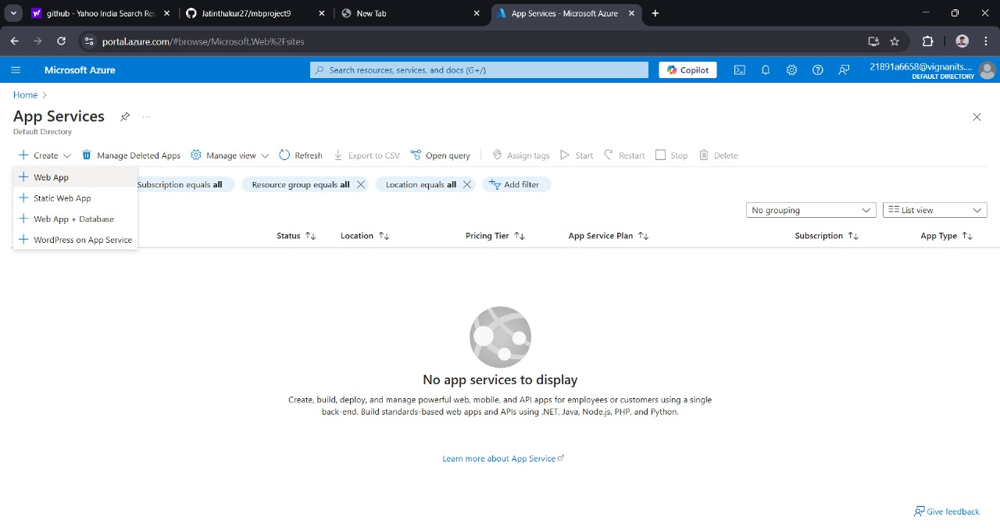 github - Yahoo India Search Res
Jatinthakur27/mbproject9
New Tab
App Services - Microsoft Azure
portal.azure.com/#browse/Microsoft.Web%2Fsites
Microsoft Azure
Search resources, services, and docs (G+/)
Copilot
21891a6658@vignanits....
DEFAULT DIRECTORY
Home
App Services
Default Directory
Create
Manage Deleted Apps
Manage view
Refresh
Export to CSV
Open query
Assign tags
Start
Restart
Stop
Delete
Web App
Static Web App
Web App + Database
WordPress on App Service
Subscription equals all
Resource group equals all
Location equals all
Add filter
No grouping
List view
Status
Location
Pricing Tier
App Service Plan
Subscription
App Type
No app services to display
Create, build, deploy, and manage powerful web, mobile, and API apps for employees or customers using a single
back-end. Build standards-based web apps and APIs using .NET, Java, Node.js, PHP, and Python.
Learn more about App Service
Give feedback